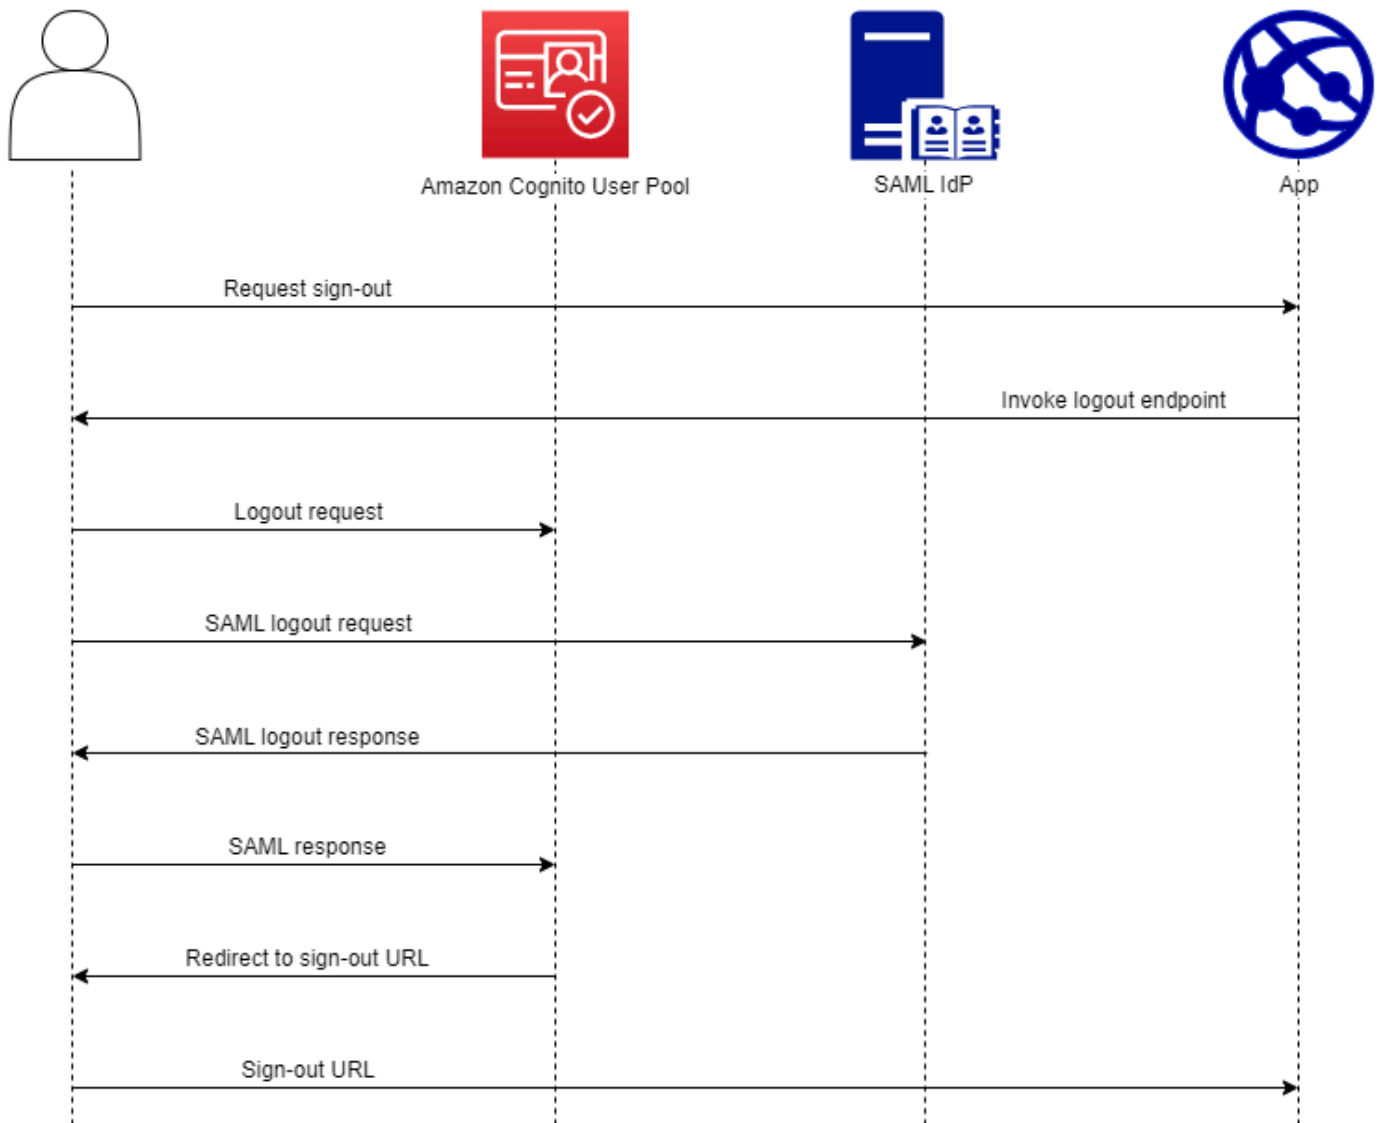 Amazon Cognito User Pool
SAML IdP
App
Request sign-out
Invoke logout endpoint
Logout request
SAML logout request
SAML logout response
SAML response
Redirect to sign-out URL
Sign-out URL